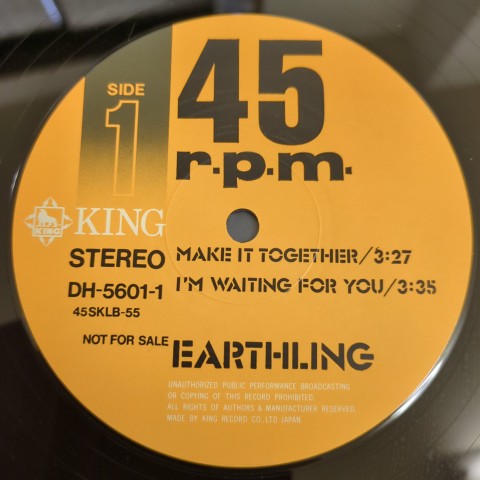 45
r.p.m.
SIDE
1
KING
KING
STEREO
MAKE IT TOGETHER/3:27
DH-5601-1
I'M WAITING FOR YOU/3:35
45SKLB-55
NOT FOR SALE
EARTHLING
UNAUTHORIZED PUBLIC PERFORMANCE BROADCASTING
OR COPYING OF THIS RECORD PROHIBITED.
ALL RIGHTS OF AUTHORS & MANUFACTURER RESERVED.
MADE BY KING RECORD CO.,LTD JAPAN